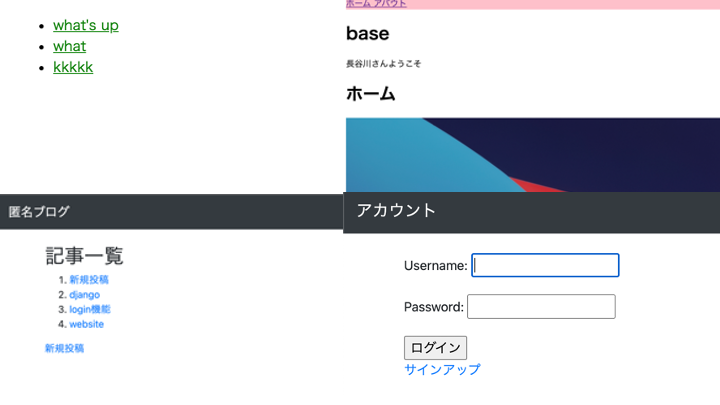 what's up
what
kkkkk
ホーム アバウト
base
長谷川さんようこそ
ホーム
匿名ブログ
記事一覧
1. 新規投稿
2. django
3. login機能
4. website
新規投稿
アカウント
Username:
Password:
ログイン
サインアップ